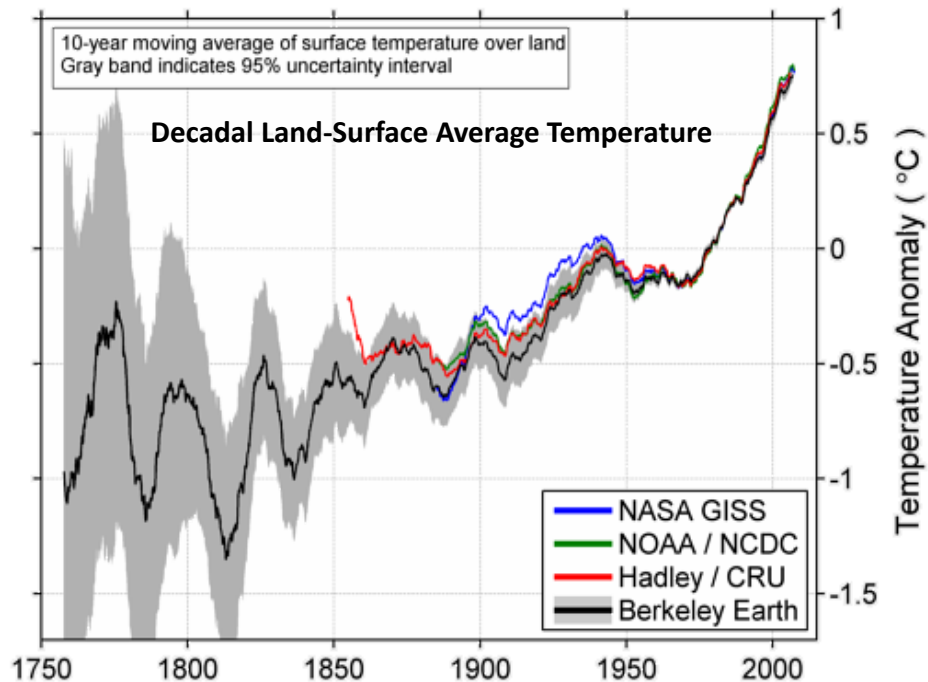 10-year moving average of surface temperature over land
Gray band indicates 95% uncertainty interval
Decadal Land-Surface Average Temperature
1
0.5
0
-0.5
-1
-1.5
Temperature Anomaly ( °C )
NASA GISS
NOAA / NCDC
Hadley / CRU
Berkeley Earth
1750 1800 1850 1900 1950 2000